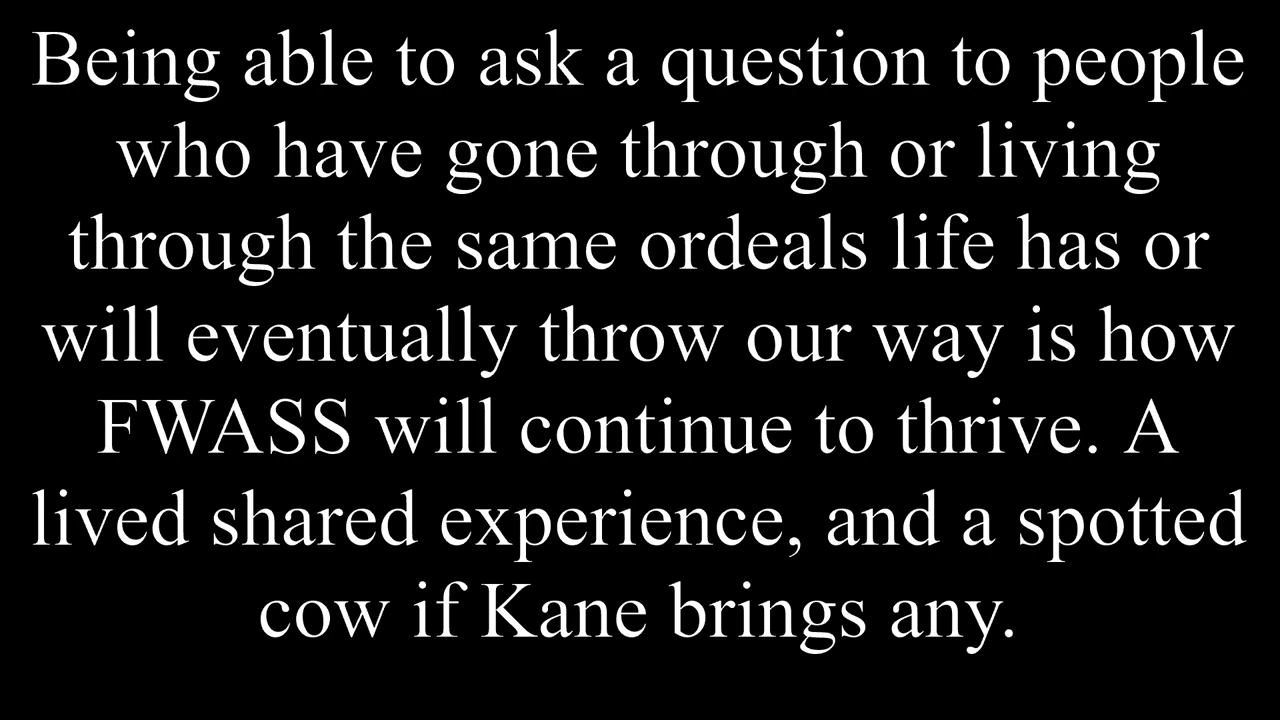 Being able to ask a question to people
who have gone through or living
through the same ordeals life has or
will eventually throw our way is how
FWASS will continue to thrive. A
lived shared experience, and a spotted
cow if Kane brings any.